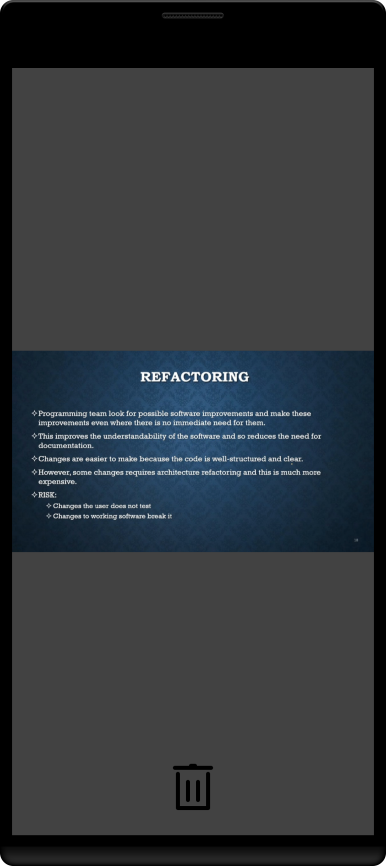 REFACTORING
✧Programming team look for possible software improvements and make these
improvements even where there is no immediate need for them.
✧This improves the understandability of the software and so reduces the need for
documentation.
✧Changes are easier to make because the code is well-structured and clear.
✧However, some changes requires architecture refactoring and this is much more
expensive.
✧RISK:
✧Changes the user does not test
✧Changes to working software break it